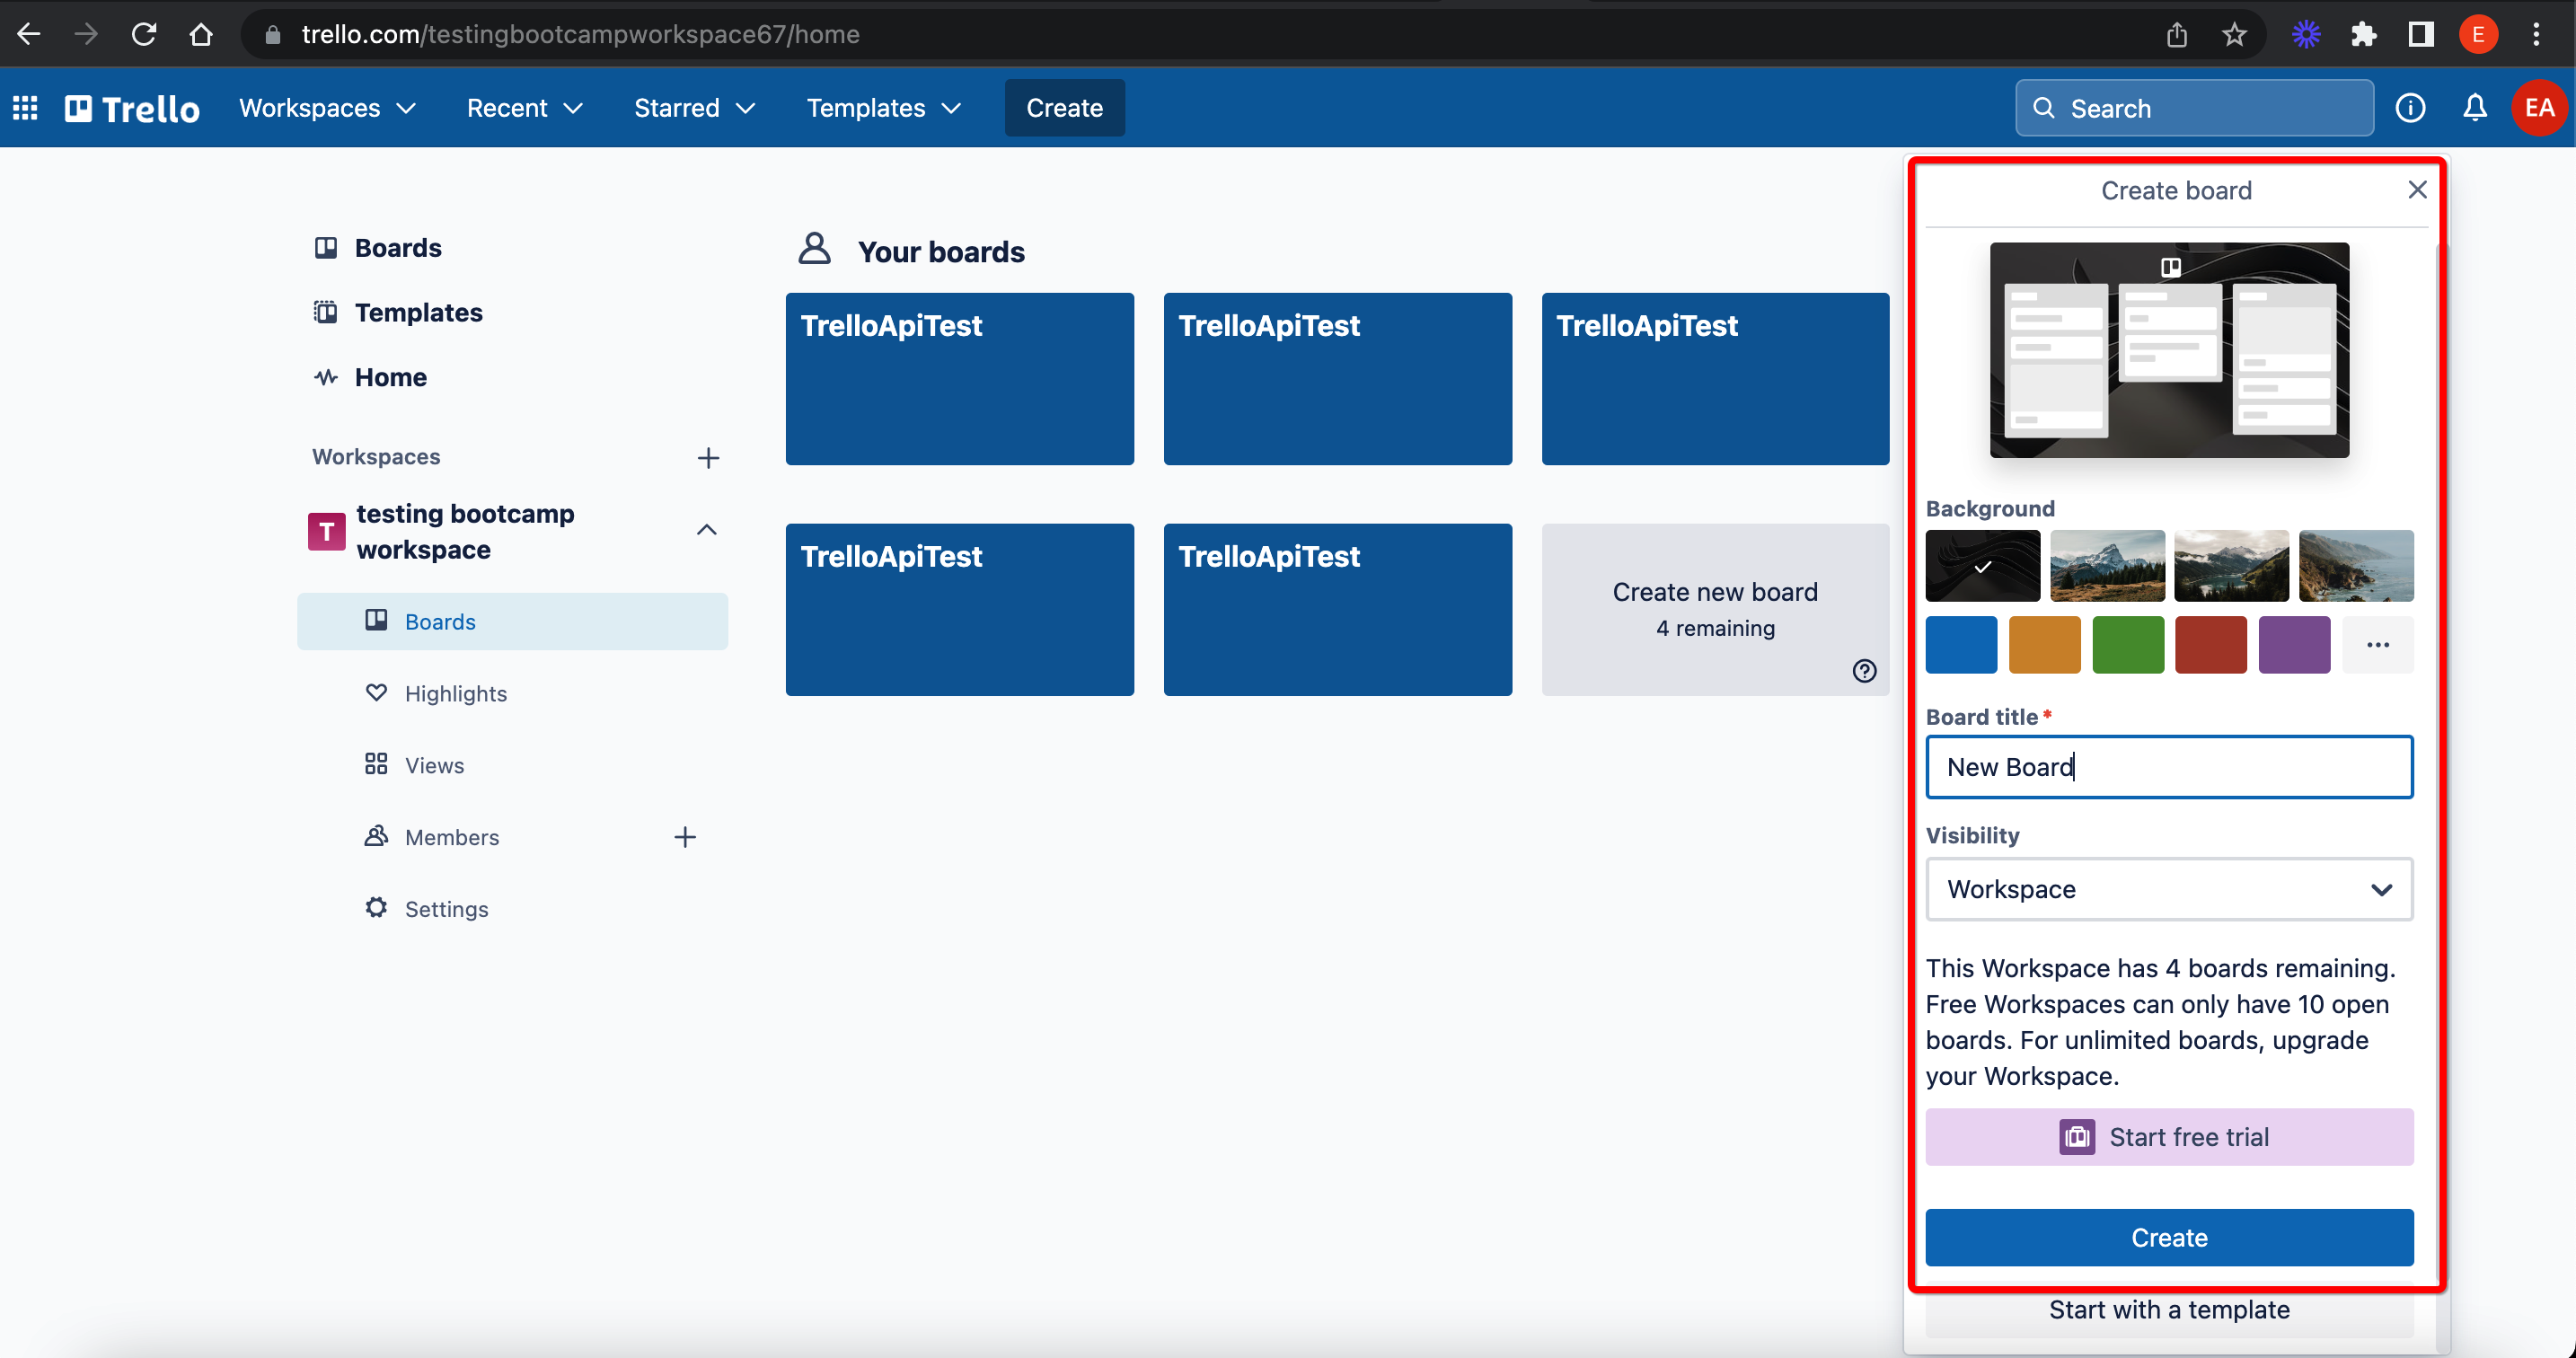 trello.com/testingbootcampworkspace67/home
E
Trello
Workspaces
Recent
Starred
Templates
Create
Search
EA
Boards
Templates
Home
Workspaces
T
testing bootcamp
workspace
Boards
Highlights
Views
Members
Settings
Your boards
TrelloApiTest
TrelloApiTest
TrelloApiTest
TrelloApiTest
TrelloApiTest
Create new board
4 remaining
Create board
Background
Board title*
New Board
Visibility
Workspace
This Workspace has 4 boards remaining.
Free Workspaces can only have 10 open
boards. For unlimited boards, upgrade
your Workspace.
Start free trial
Create
Start with a template